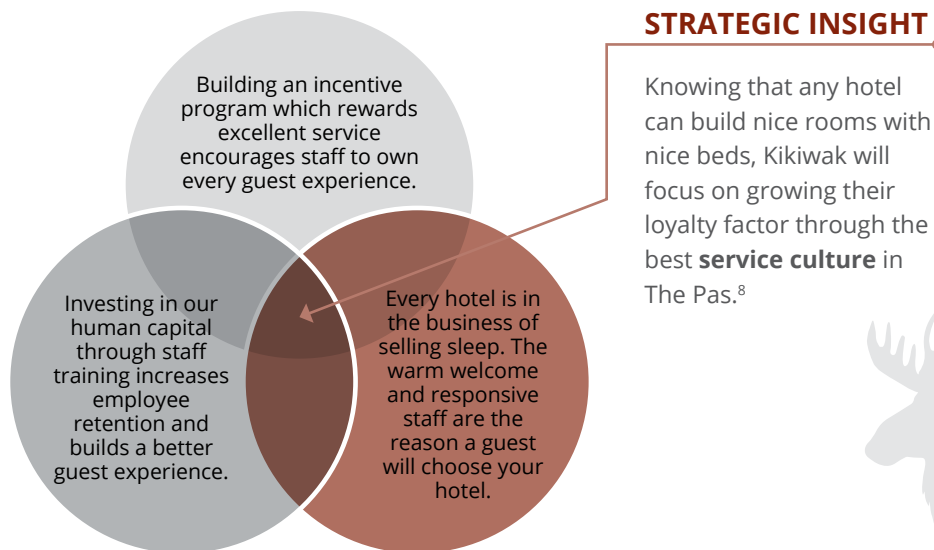 STRATEGIC INSIGHT
Building an incentive
program which rewards
excellent service
encourages staff to own
every guest experience.
Knowing that any hotel
can build nice rooms with
nice beds, Kikiwak will
focus on growing their
loyalty factor through the
best service culture in
The Pas.⁸
Investing in our
human capital
through staff
training increases
employee
retention and
builds a better
guest experience.
Every hotel is in
the business of
selling sleep. The
warm welcome
and responsive
staff are the
reason a guest
will choose your
hotel.